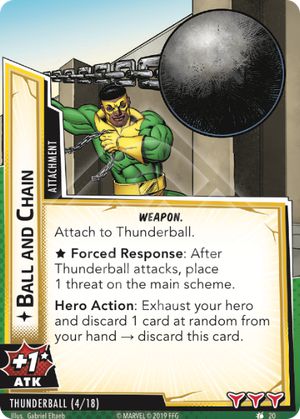 BALL AND CHAIN
ATTACHMENT
WEAPON.
Attach to Thunderball.
★ Forced Response: After
Thunderball attacks, place
1 threat on the main scheme.
Hero Action: Exhaust your hero
and discard 1 card at random from
your hand → discard this card.
+1
ATK
THUNDERBALL (4/18)
Illus. Gabriel Eltaeb
© MARVEL © 2019 FFG
20